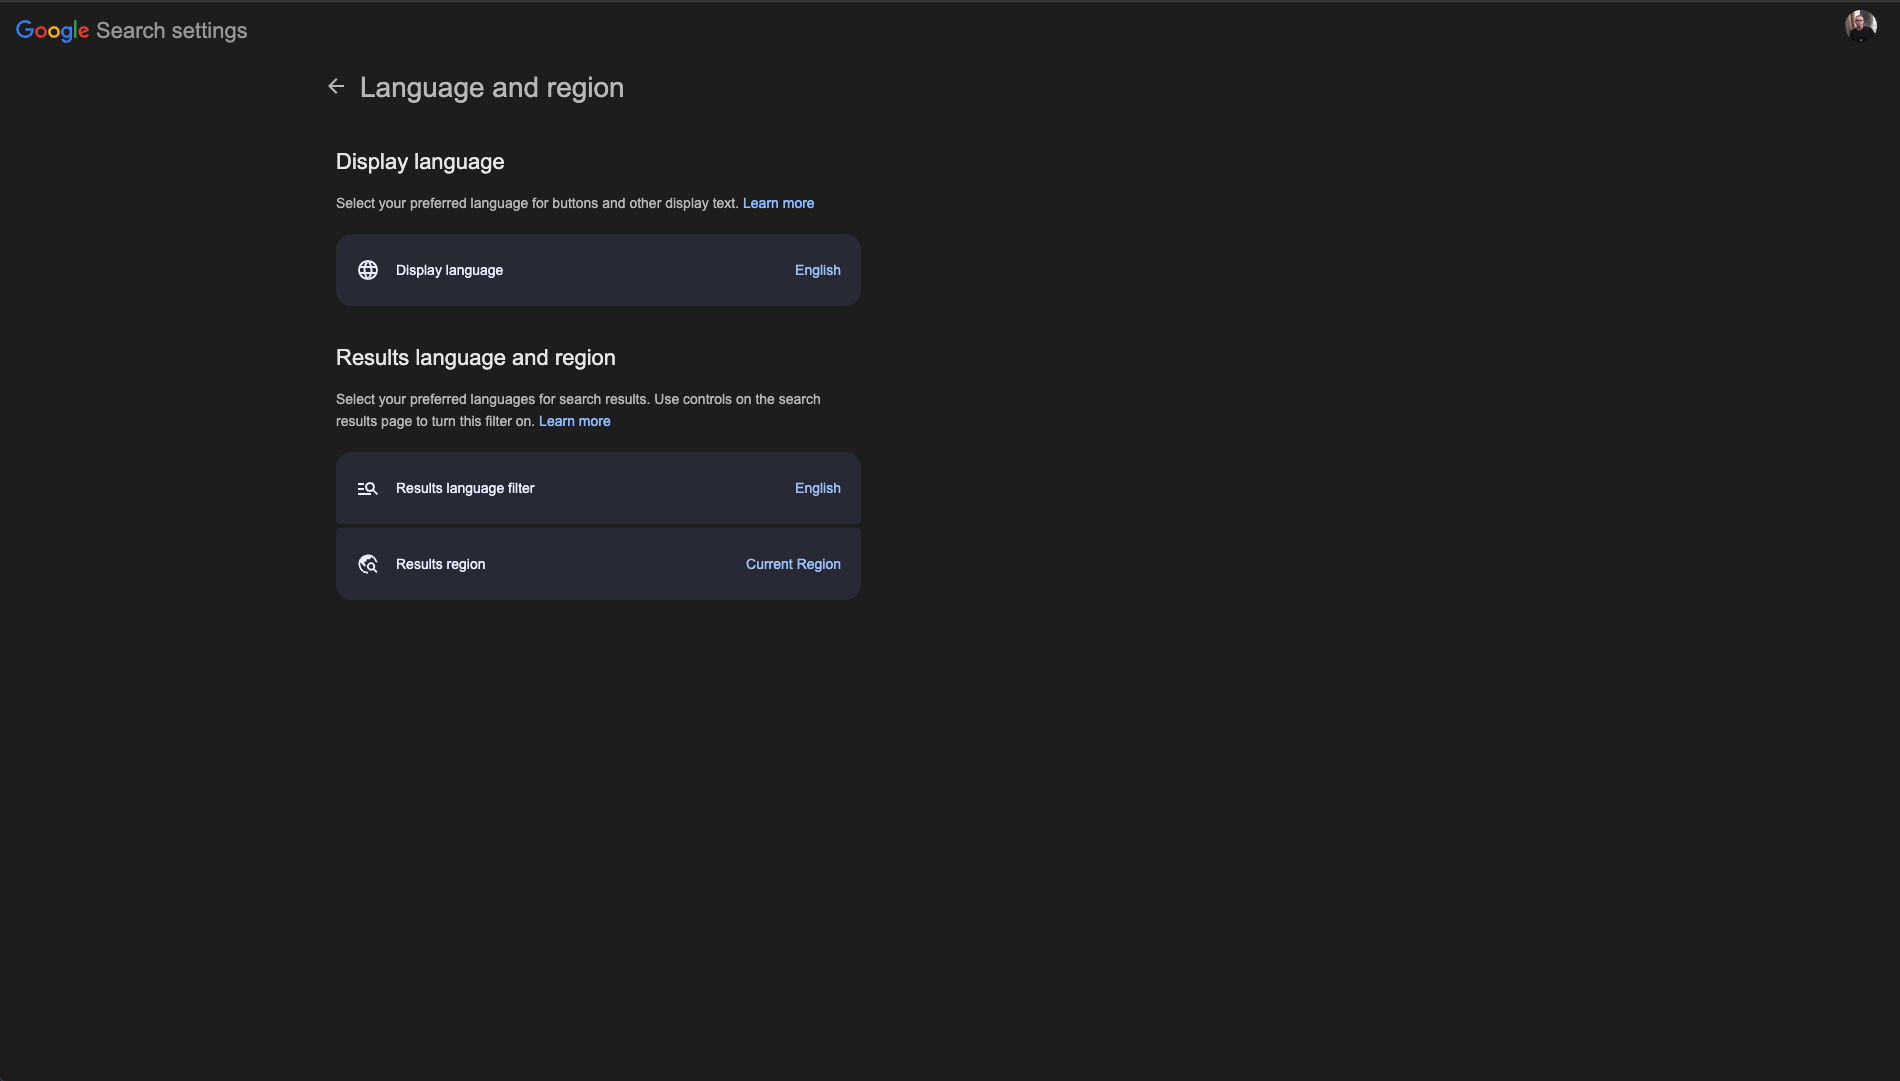 Google Search settings
Language and region
Display language
Select your preferred language for buttons and other display text. Learn more
Display language English
Results language and region
Select your preferred languages for search results. Use controls on the search
results page to turn this filter on. Learn more
Results language filter English
Results region Current Region